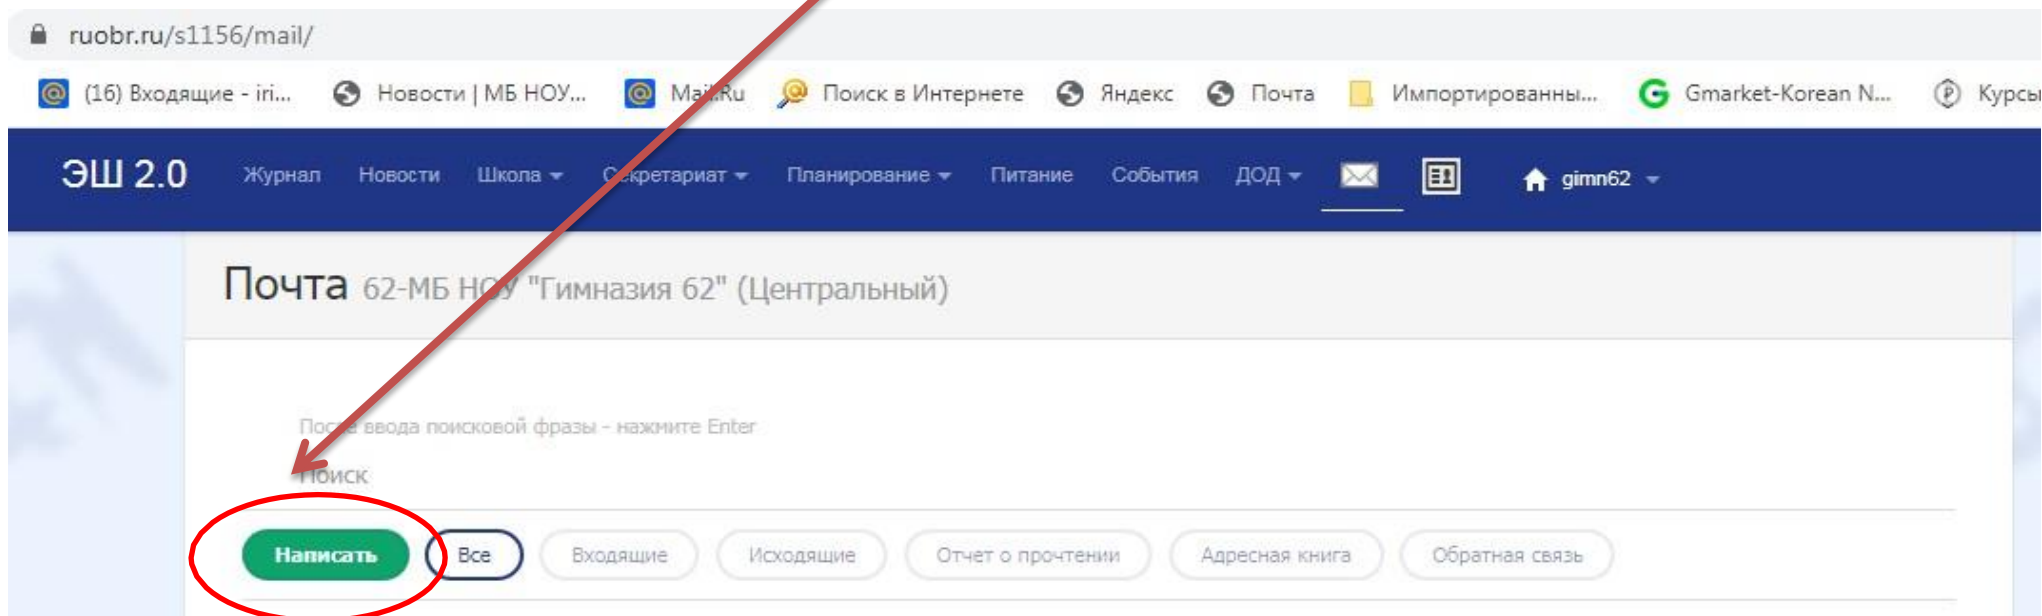 ruobr.ru/s1156/mail/
(16) Входящие - iri... Новости | МБ НОУ... Mail.Ru Поиск в Интернете Яндекс Почта Импортированны... Gmarket-Korean N... Курсы
ЭШ 2.0 Журнал Новости Школа Секретариат Планирование Питание События ДОД gimn62
Почта 62-МБ НОУ "Гимназия 62" (Центральный)
После ввода поисковой фразы - нажмите Enter
Поиск
Написать Все Входящие Исходящие Отчет о прочтении Адресная книга Обратная связь